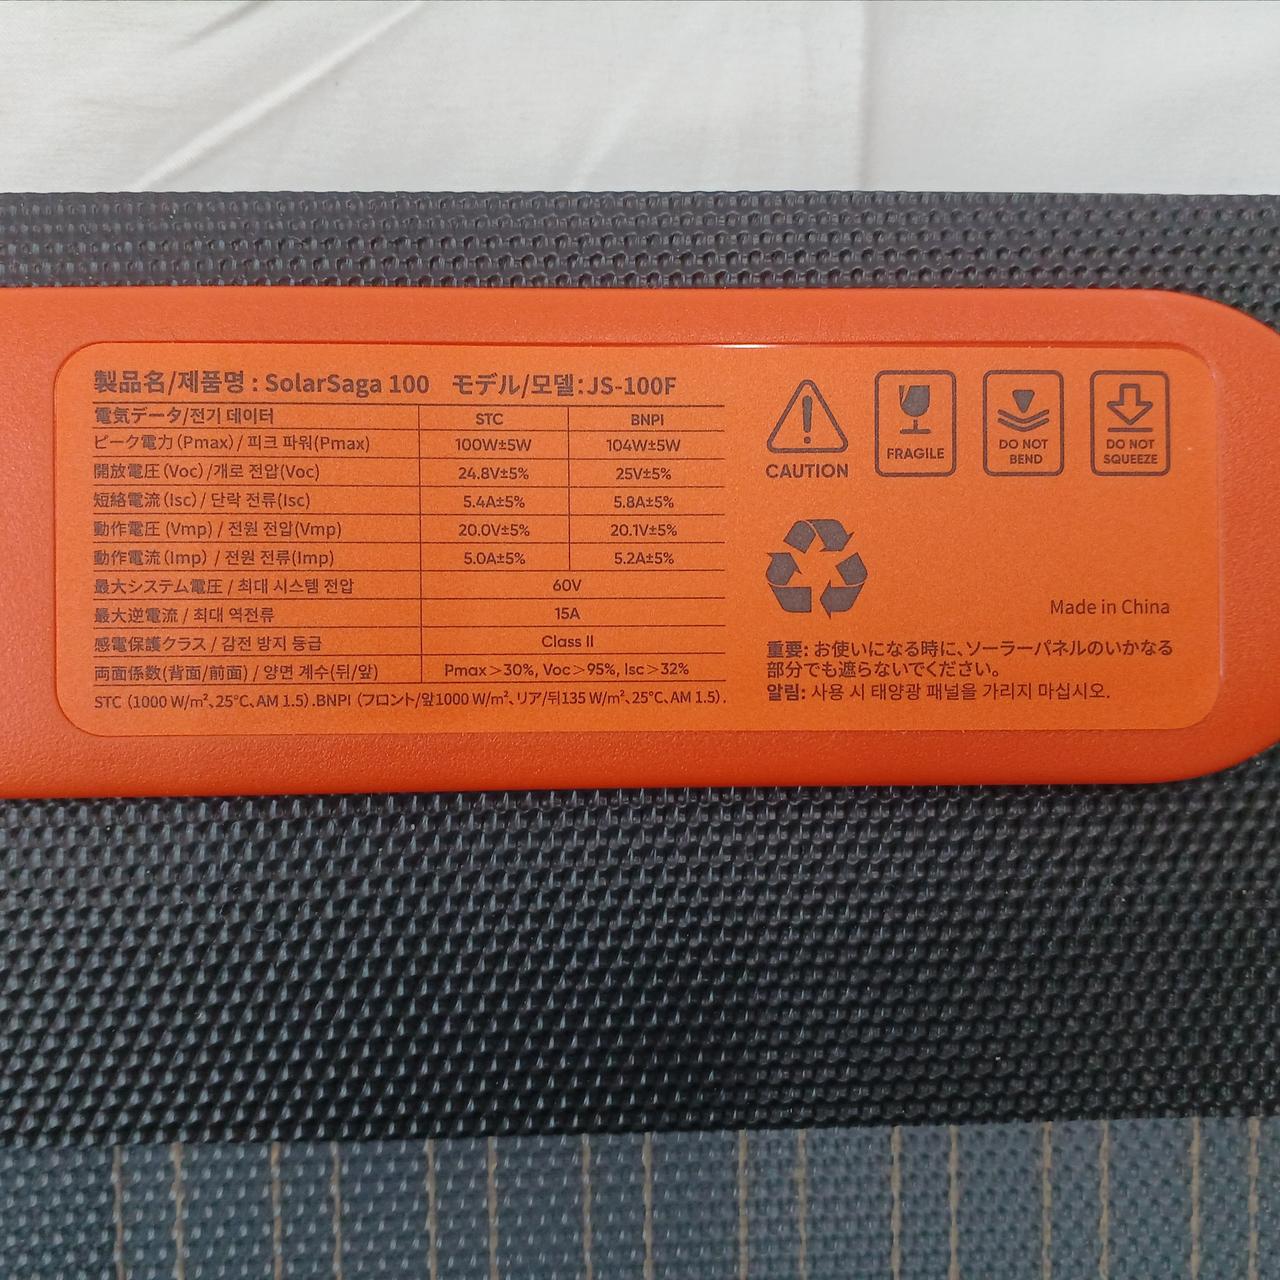 製品名/제품명 : SolarSaga 100 モデル/모델:JS-100F
電気データ/전기 데이터 STC BNPI
ピーク電力 (Pmax) / 피크 파워(Pmax) 100W±5W 104W±5W
開放電圧 (Voc) /개로 전압(Voc) 24.8V±5% 25V±5%
短絡電流 (Isc) / 단락 전류(Isc) 5.4A±5% 5.8A±5%
動作電圧 (Vmp) / 전원 전압(Vmp) 20.0V±5% 20.1V±5%
動作電流 (Imp) / 전원 전류(Imp) 5.0A±5% 5.2A±5%
最大システム電圧 / 최대 시스템 전압 60V
最大逆電流 / 최대 역전류 15A
感電保護クラス / 감전 방지 등급 Class II
両面係数(背面/前面) / 양면 계수(뒤/앞) Pmax>30%, Voc>95%, Isc>32%
STC (1000 W/m²、25°C、AM 1.5) .BNPI (フロント/앞1000 W/m²、リア/뒤135 W/m²、25°C、AM 1.5) .
CAUTION
FRAGILE
DO NOT
BEND
DO NOT
SQUEEZE
Made in China
重要: お使いになる時に、ソーラーパネルのいかなる
部分でも遮らないでください。
알림: 사용 시 태양광 패널을 가리지 마십시오.